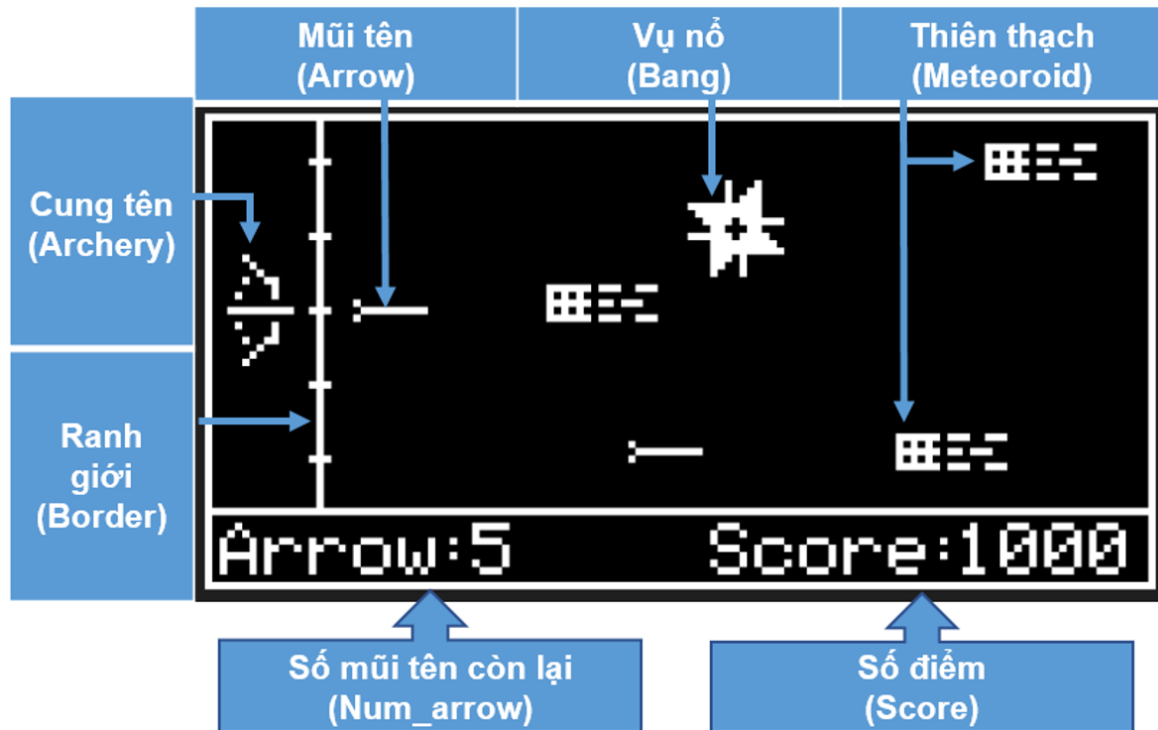 Mũi tên
(Arrow)
Vụ nổ
(Bang)
Thiên thạch
(Meteoroid)
Cung tên
(Archery)
Ranh
giới
(Border)
Arrow:5
Score:1000
Số mũi tên còn lại
(Num_arrow)
Số điểm
(Score)